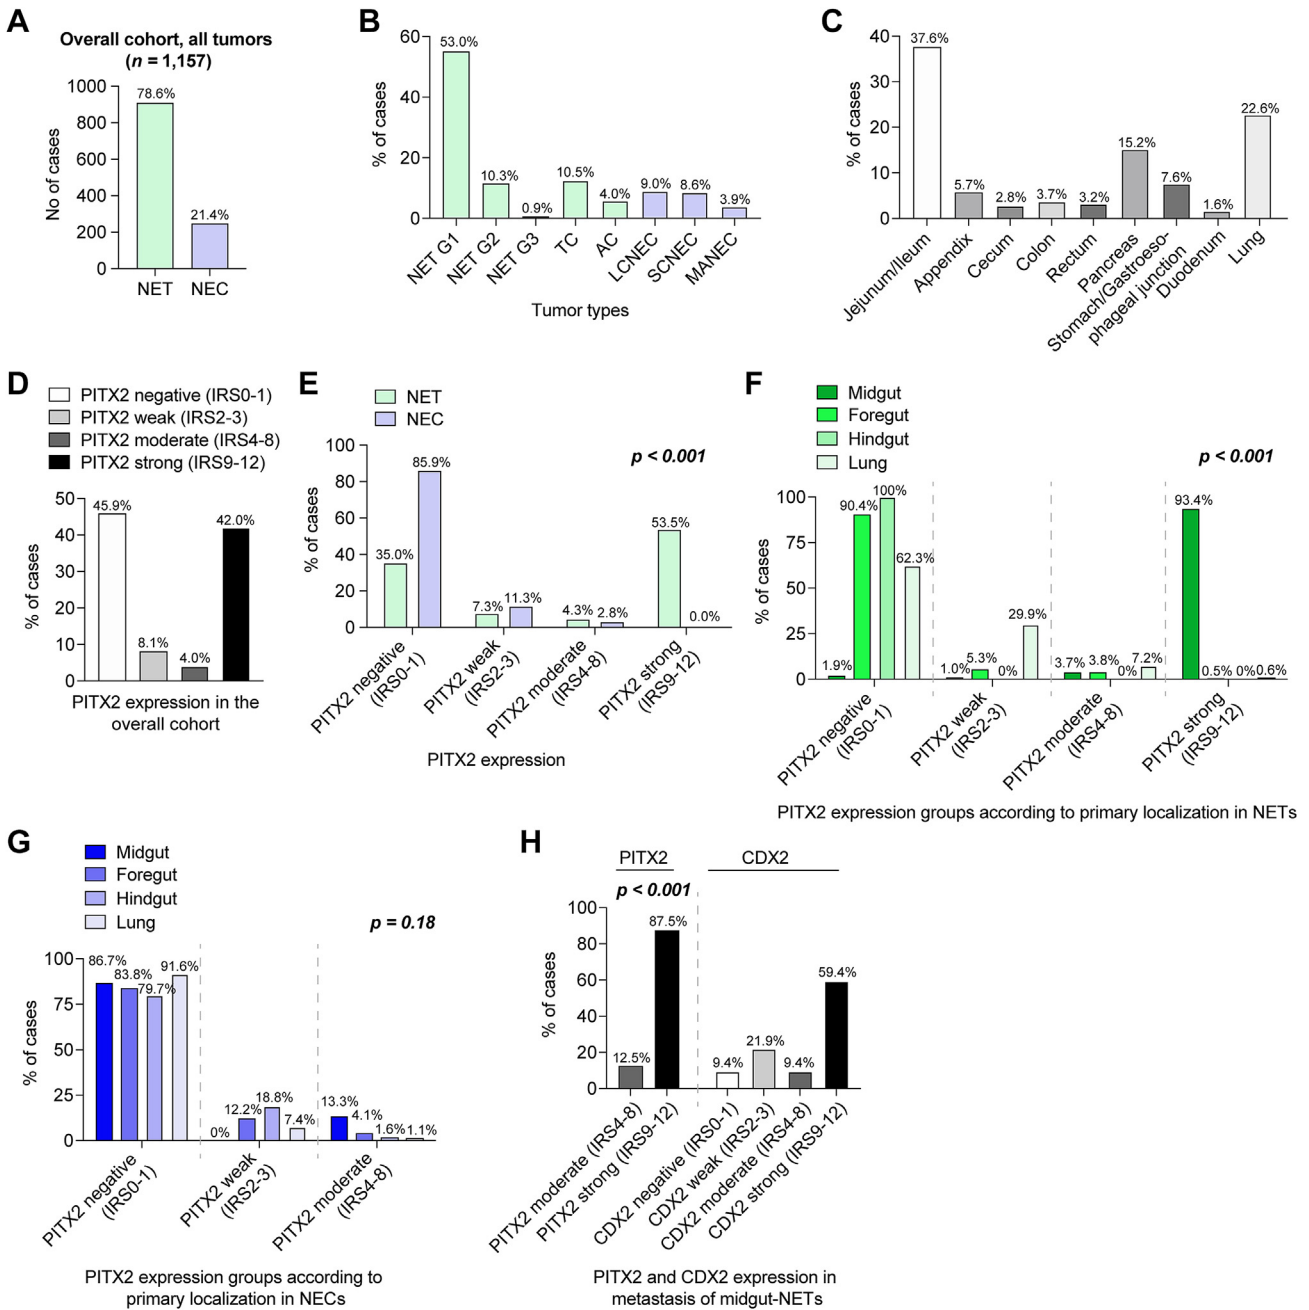 A
Overall cohort, all tumors
(n = 1,157)
No of cases
1000
800
600
400
200
0
78.6%
21.4%
NET
NEC
B
% of cases
60
40
20
0
53.0%
10.3%
0.9%
10.5%
4.0%
9.0%
8.6%
3.9%
NET G1
NET G2
NET G3
TC
AC
LCNEC
SCNEC
MANEC
Tumor types
C
% of cases
40
30
20
10
0
37.6%
5.7%
2.8%
3.7%
3.2%
15.2%
7.6%
1.6%
22.6%
Jejunum/Ileum
Appendix
Cecum
Colon
Rectum
Pancreas
Stomach/Gastroeso-
phageal junction
Duodenum
Lung
D
PITX2 negative (IRS0-1)
PITX2 weak (IRS2-3)
PITX2 moderate (IRS4-8)
PITX2 strong (IRS9-12)
% of cases
50
40
30
20
10
0
45.9%
8.1%
4.0%
42.0%
PITX2 expression in the
overall cohort
E
NET
NEC
p < 0.001
% of cases
100
80
60
40
20
0
35.0%
85.9%
7.3%
11.3%
4.3%
2.8%
53.5%
0.0%
PITX2 negative
(IRS0-1)
PITX2 weak
(IRS2-3)
PITX2 moderate
(IRS4-8)
PITX2 strong
(IRS9-12)
PITX2 expression
F
Midgut
Foregut
Hindgut
Lung
p < 0.001
% of cases
100
75
50
25
0
1.9%
90.4%
100%
62.3%
1.0%
5.3%
0%
29.9%
3.7%
3.8%
0%
7.2%
93.4%
0.5%
0%
0.6%
PITX2 negative
(IRS0-1)
PITX2 weak
(IRS2-3)
PITX2 moderate
(IRS4-8)
PITX2 strong
(IRS9-12)
PITX2 expression groups according to primary localization in NETs
G
Midgut
Foregut
Hindgut
Lung
p = 0.18
% of cases
100
75
50
25
0
86.7%
83.8%
79.7%
91.6%
0%
12.2%
18.8%
7.4%
13.3%
4.1%
1.6%
1.1%
PITX2 negative
(IRS0-1)
PITX2 weak
(IRS2-3)
PITX2 moderate
(IRS4-8)
PITX2 expression groups according to
primary localization in NECs
H
PITX2
CDX2
p < 0.001
% of cases
100
80
60
40
20
0
12.5%
87.5%
9.4%
21.9%
9.4%
59.4%
PITX2 moderate (IRS4-8)
PITX2 strong (IRS9-12)
CDX2 negative (IRS0-1)
CDX2 weak (IRS2-3)
CDX2 moderate (IRS4-8)
CDX2 strong (IRS9-12)
PITX2 and CDX2 expression in
metastasis of midgut-NETs